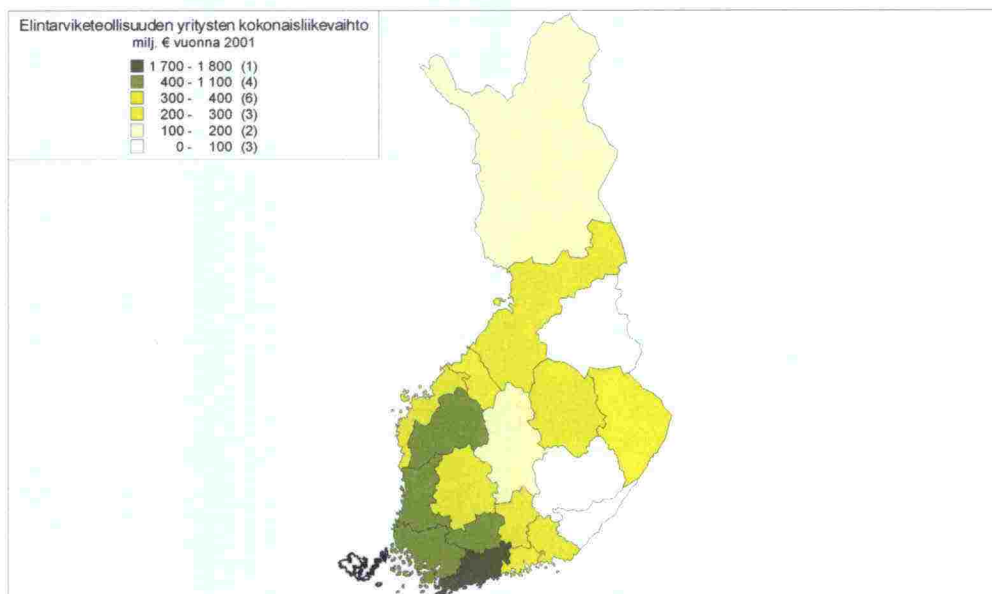 Elintarviketeollisuuden yritysten kokonaisliikevaihto
milj. € vuonna 2001
1 700 - 1 800 (1)
400 - 1 100 (4)
300 - 400 (6)
200 - 300 (3)
100 - 200 (2)
0 - 100 (3)